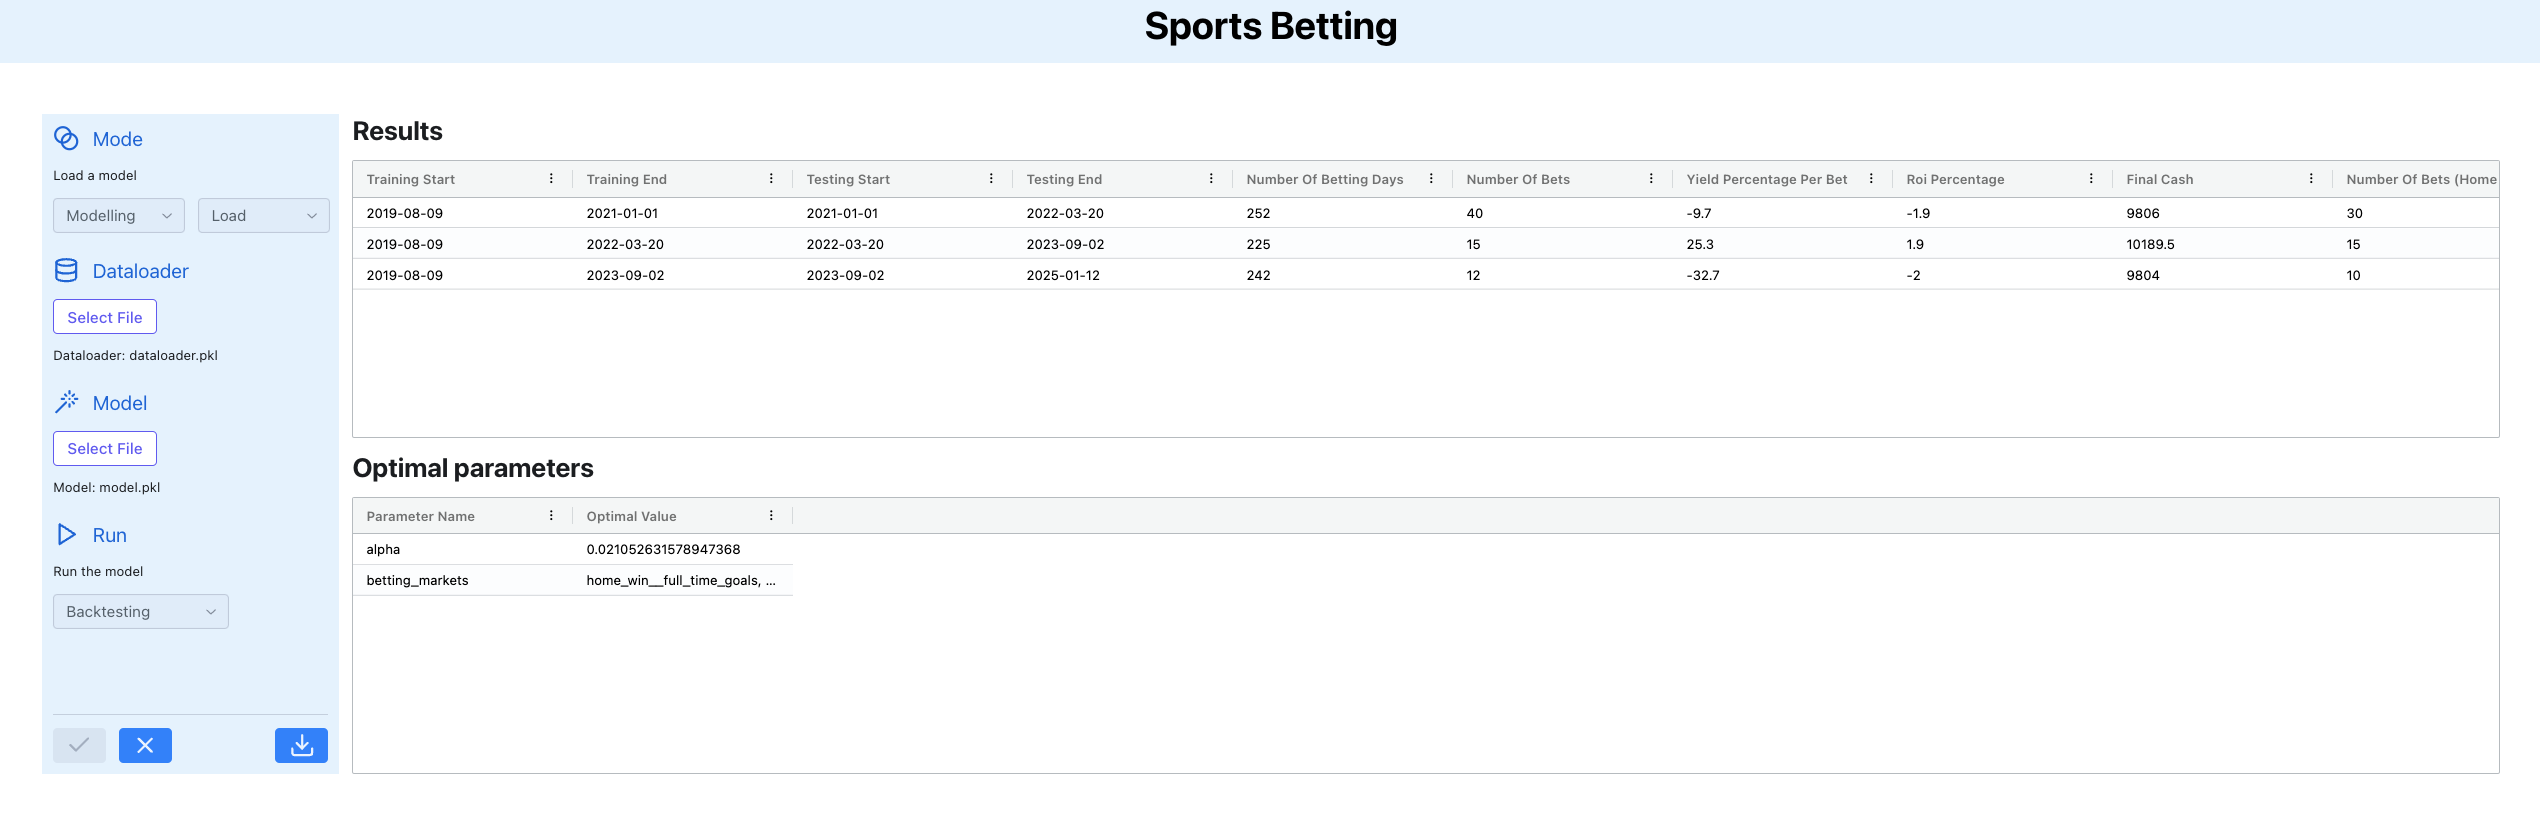 Sports Betting
Mode
Load a model
Modelling Load
Dataloader
Select File
Dataloader: dataloader.pkl
Model
Select File
Model: model.pkl
Run
Run the model
Backtesting
Results
Training Start Training End Testing Start Testing End Number Of Betting Days Number Of Bets Yield Percentage Per Bet Roi Percentage Final Cash Number Of Bets (Home
2019-08-09 2021-01-01 2021-01-01 2022-03-20 252 40 -9.7 -1.9 9806 30
2019-08-09 2022-03-20 2022-03-20 2023-09-02 225 15 25.3 1.9 10189.5 15
2019-08-09 2023-09-02 2023-09-02 2025-01-12 242 12 -32.7 -2 9804 10
Optimal parameters
Parameter Name Optimal Value
alpha 0.021052631578947368
betting_markets home_win__full_time_goals, ...